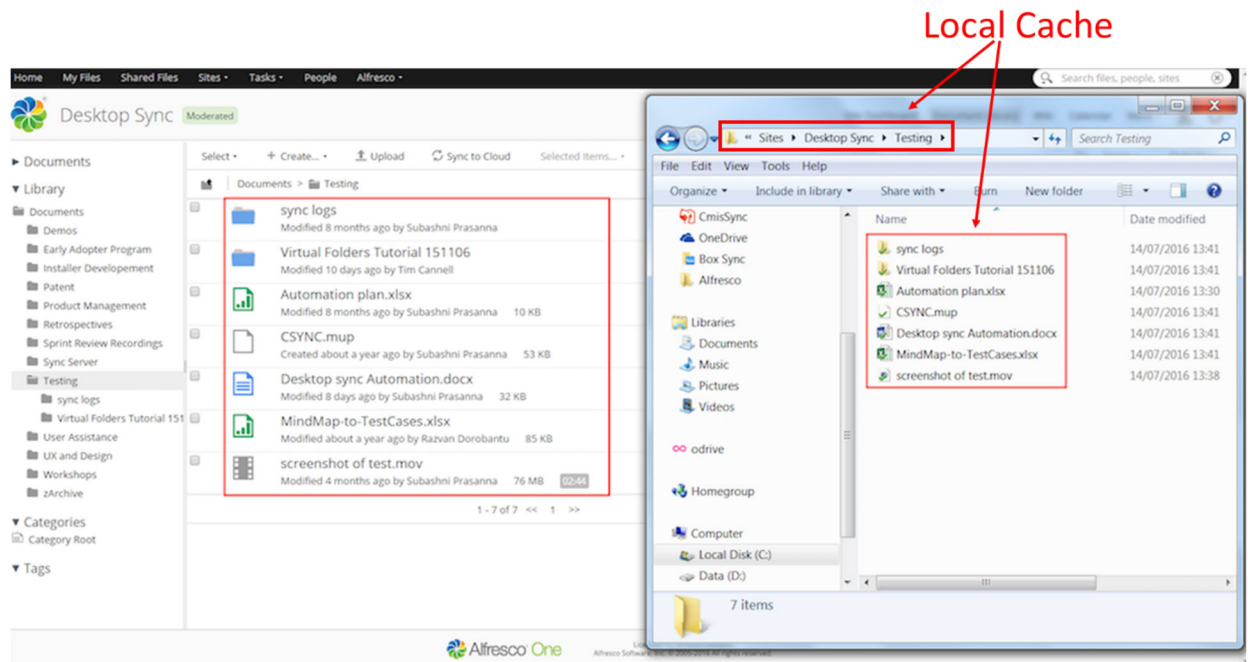 Local Cache
Home My Files Shared Files Sites Tasks People Alfresco Search files, people, sites
Desktop Sync Moderated
Documents
Library
Documents
Demos
Early Adopter Program
Installer Developement
Patent
Product Management
Retrospectives
Sprint Review Recordings
Sync Server
Testing
sync logs
Virtual Folders Tutorial 151
User Assistance
UX and Design
Workshops
zArchive
Categories
Category Root
Tags
Select + Create... Upload Sync to Cloud Selected Items...
Documents > Testing
sync logs
Modified 8 months ago by Subashni Prasanna
Virtual Folders Tutorial 151106
Modified 10 days ago by Tim Cannell
Automation plan.xlsx
Modified 8 months ago by Subashni Prasanna 10 KB
CSYNC.mup
Created about a year ago by Subashni Prasanna 53 KB
Desktop sync Automation.docx
Modified 8 days ago by Subashni Prasanna 32 KB
MindMap-to-TestCases.xlsx
Modified about a year ago by Razvan Dorobantu 85 KB
screenshot of test.mov
Modified 4 months ago by Subashni Prasanna 76 MB 02:44
1 - 7 of 7 << 1 >>
« Sites Desktop Sync Testing Search Testing
File Edit View Tools Help
Organize Include in library Share with Burn New folder
CmisSync
OneDrive
Box Sync
Alfresco
Libraries
Documents
Music
Pictures
Videos
odrive
Homegroup
Computer
Local Disk (C:)
Data (D:)
Name Date modified
sync logs 14/07/2016 13:41
Virtual Folders Tutorial 151106 14/07/2016 13:41
Automation plan.xlsx 14/07/2016 13:30
CSYNC.mup 14/07/2016 13:41
Desktop sync Automation.docx 14/07/2016 13:41
MindMap-to-TestCases.xlsx 14/07/2016 13:41
screenshot of test.mov 14/07/2016 13:38
7 items
Alfresco One
Alfresco Software, Inc. © 2005-2016 All rights reserved.